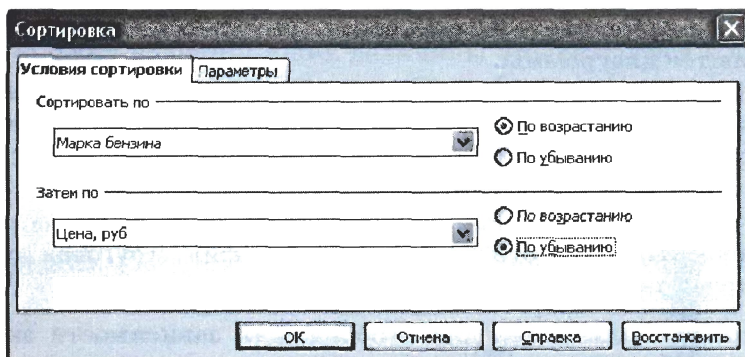 Сортировка
Условия сортировки Параметры
Сортировать по
Марка бензина
По возрастанию
По убыванию
Затем по
Цена, руб
По возрастанию
По убыванию
ОК Отмена Справка Восстановить